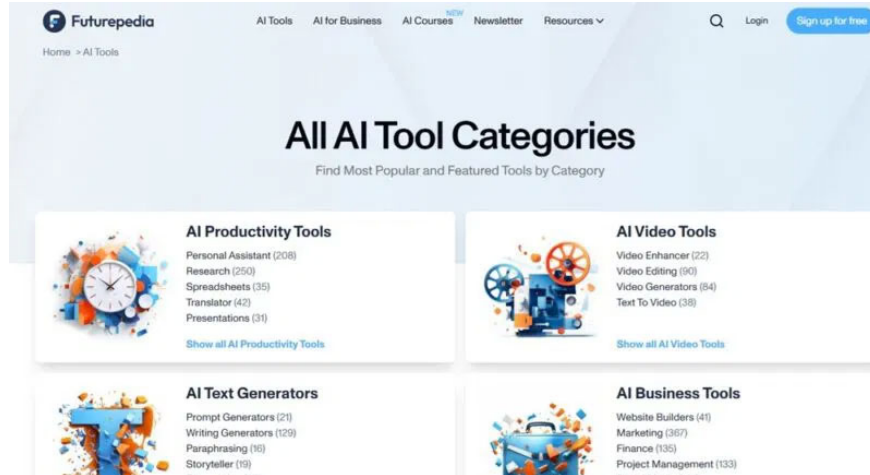 Futurepedia
AI Tools
AI for Business
AI Courses
NEW
Newsletter
Resources
Login
Sign up for free
Home > AI Tools
All AI Tool Categories
Find Most Popular and Featured Tools by Category
AI Productivity Tools
Personal Assistant (208)
Research (250)
Spreadsheets (35)
Translator (42)
Presentations (31)
Show all AI Productivity Tools
AI Video Tools
Video Enhancer (22)
Video Editing (90)
Video Generators (84)
Text To Video (38)
Show all AI Video Tools
AI Text Generators
Prompt Generators (21)
Writing Generators (129)
Paraphrasing (16)
Storyteller (19)
AI Business Tools
Website Builders (41)
Marketing (367)
Finance (135)
Project Management (133)